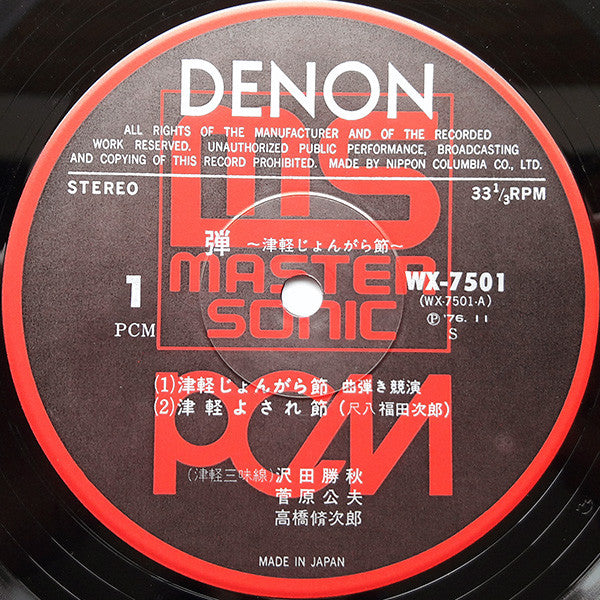 DENON
ALL RIGHTS OF THE MANUFACTURER AND OF THE RECORDED
WORK RESERVED. UNAUTHORIZED PUBLIC PERFORMANCE, BROADCASTING
AND COPYING OF THIS RECORD PROHIBITED. MADE BY NIPPON COLUMBIA CO., LTD.
STEREO
33 1/3 RPM
ms
MASTER
SONIC
弾 〜津軽じょんがら節〜
1
PCM
WX-7501
(WX-7501-A)
Ⓟ '76. 11
S
(1)津軽じょんがら節 曲弾き競演
(2)津軽よされ節(尺八福田次郎)
PCM
(津軽三味線)沢田勝秋
菅原公夫
高橋脩次郎
MADE IN JAPAN